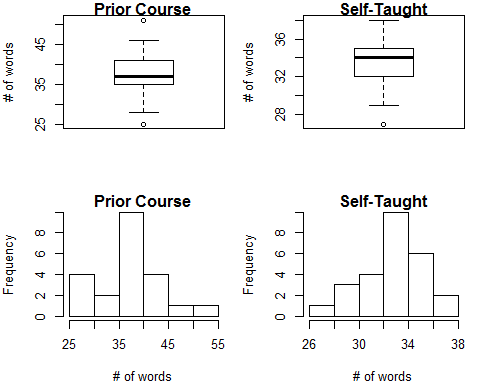 Prior Course
# of words
25 35 45
Self-Taught
# of words
28 32 36
Prior Course
Frequency
0 2 4 6 8
25 35 45 55
# of words
Self-Taught
Frequency
0 2 4 6 8
26 30 34 38
# of words